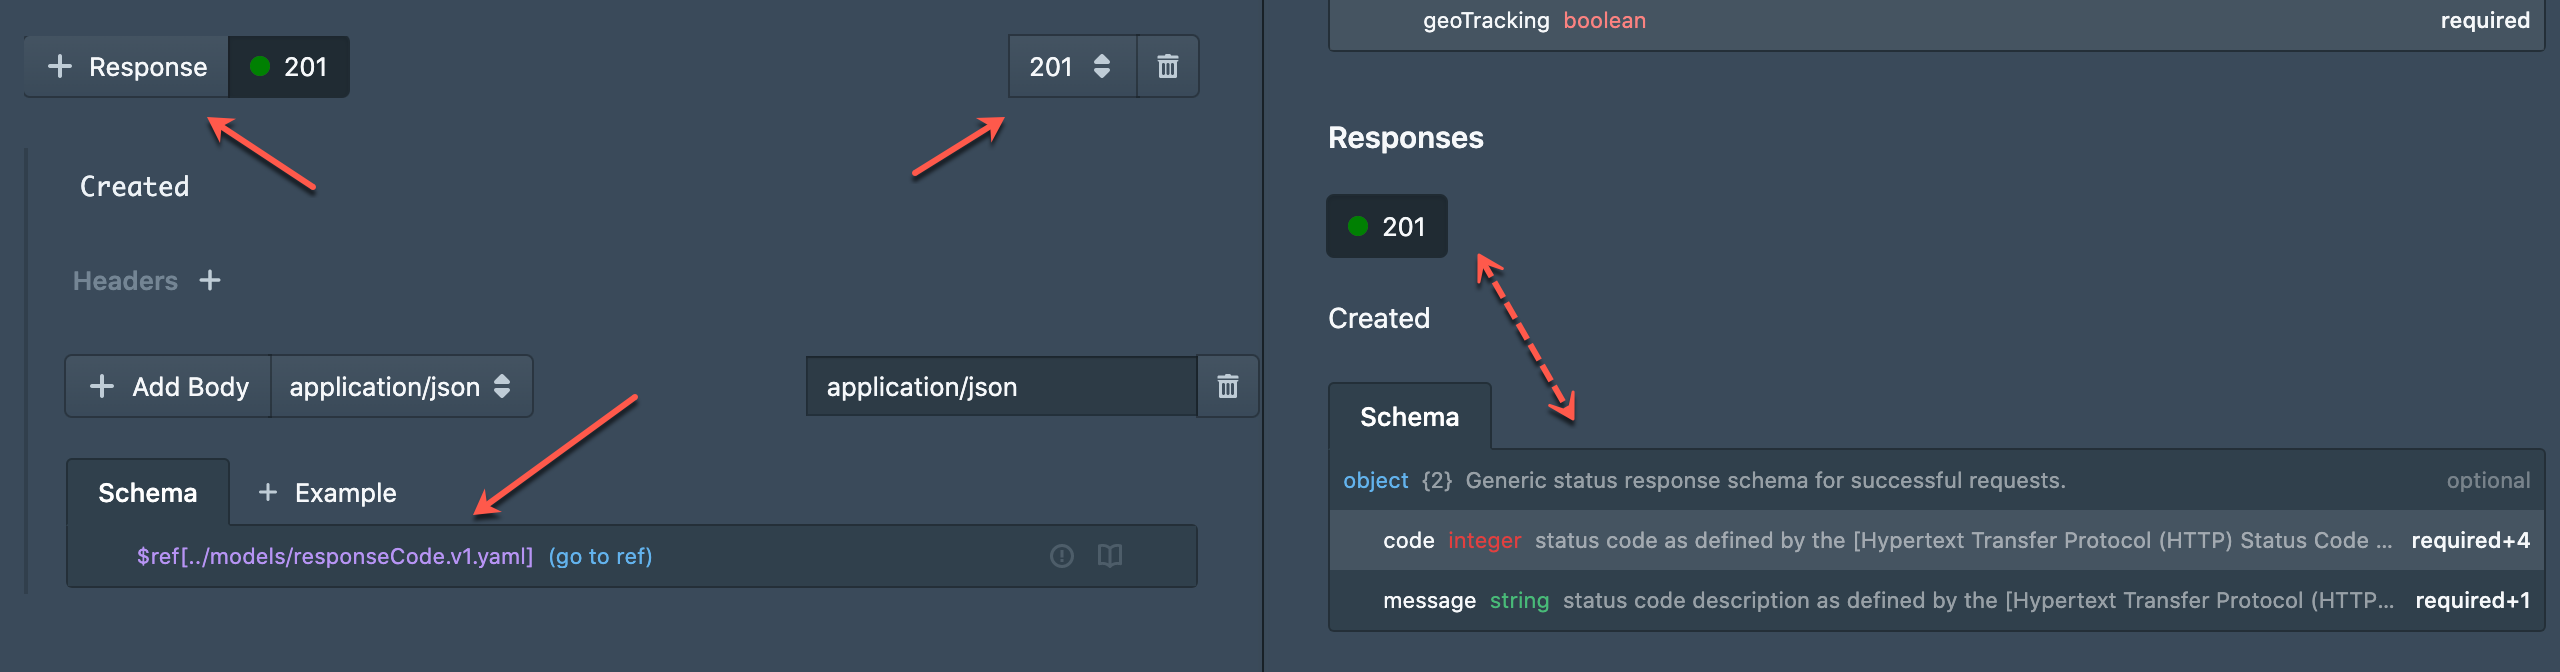 + Response 201
201
Created
Headers +
+ Add Body application/json
application/json
Schema + Example
$ref[../models/responseCode.v1.yaml] (go to ref)
geoTracking boolean required
Responses
201
Created
Schema
object {2} Generic status response schema for successful requests. optional
code integer status code as defined by the [Hypertext Transfer Protocol (HTTP) Status Code ... required+4
message string status code description as defined by the [Hypertext Transfer Protocol (HTTP... required+1